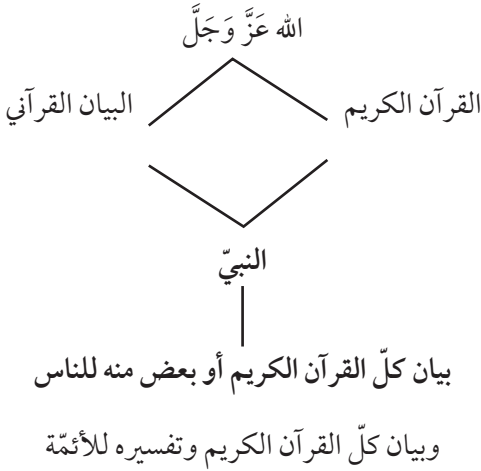 الله عَزَّ وَجَلَّ
القرآن الكريم
البيان القرآني
النبيّ
بيان كلّ القرآن الكريم أو بعض منه للناس
وبيان كلّ القرآن الكريم وتفسيره للأئمّة